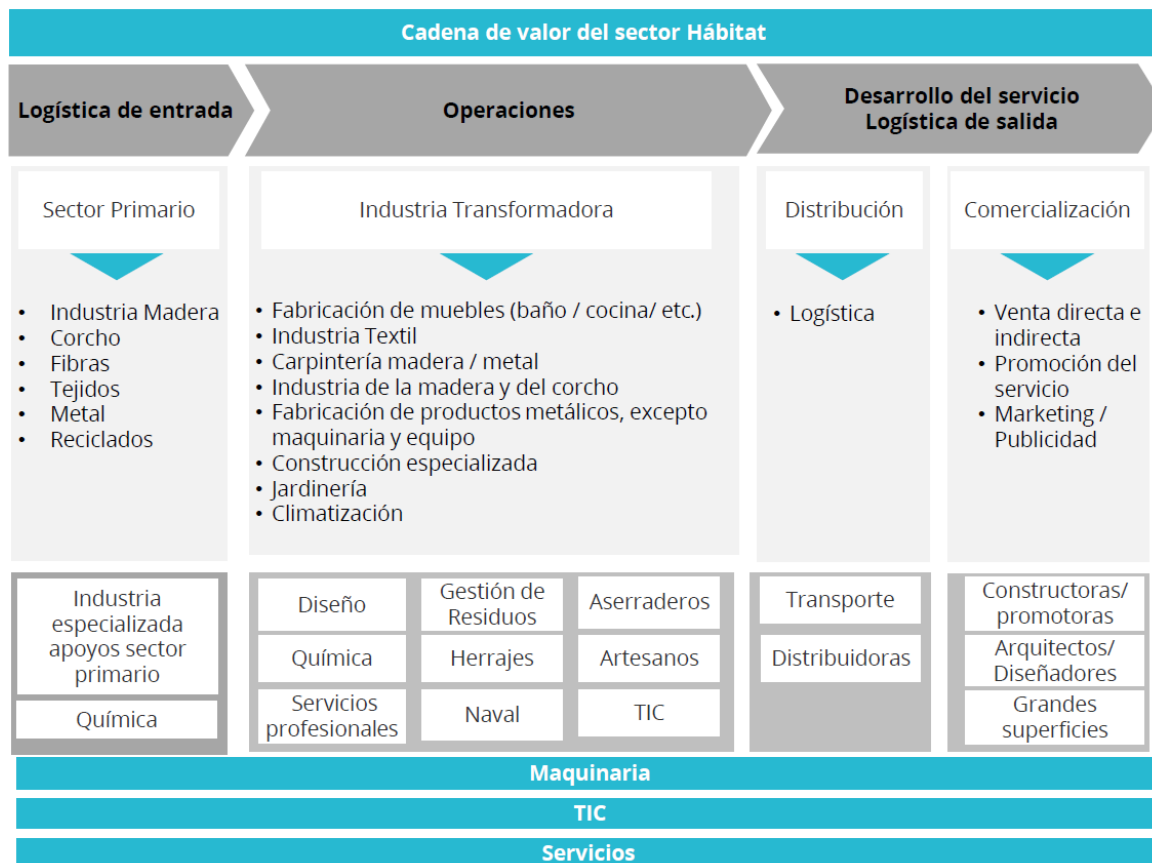 Cadena de valor del sector Hábitat
Logística de entrada
Operaciones
Desarrollo del servicio
Logística de salida
Sector Primario
• Industria Madera
• Corcho
• Fibras
• Tejidos
• Metal
• Reciclados
Industria Transformadora
• Fabricación de muebles (baño / cocina/ etc.)
• Industria Textil
• Carpintería madera / metal
• Industria de la madera y del corcho
• Fabricación de productos metálicos, excepto
maquinaria y equipo
• Construcción especializada
• Jardinería
• Climatización
Distribución
• Logística
Comercialización
• Venta directa e
indirecta
• Promoción del
servicio
• Marketing /
Publicidad
Industria
especializada
apoyos sector
primario
Química
Diseño
Gestión de
Residuos
Aserraderos
Química
Herrajes
Artesanos
Servicios
profesionales
Naval
TIC
Transporte
Distribuidoras
Constructoras/
promotoras
Arquitectos/
Diseñadores
Grandes
superficies
Maquinaria
TIC
Servicios